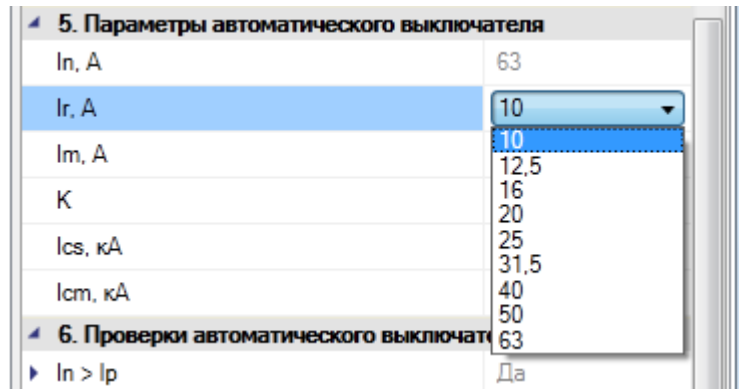 5. Параметры автоматического выключателя
In, А 63
Ir, А 10
10
Im, А
12,5
16
К
20
25
Ics, кА
31,5
Icm, кА
40
50
6. Проверки автоматического выключат
63
In > Ip Да